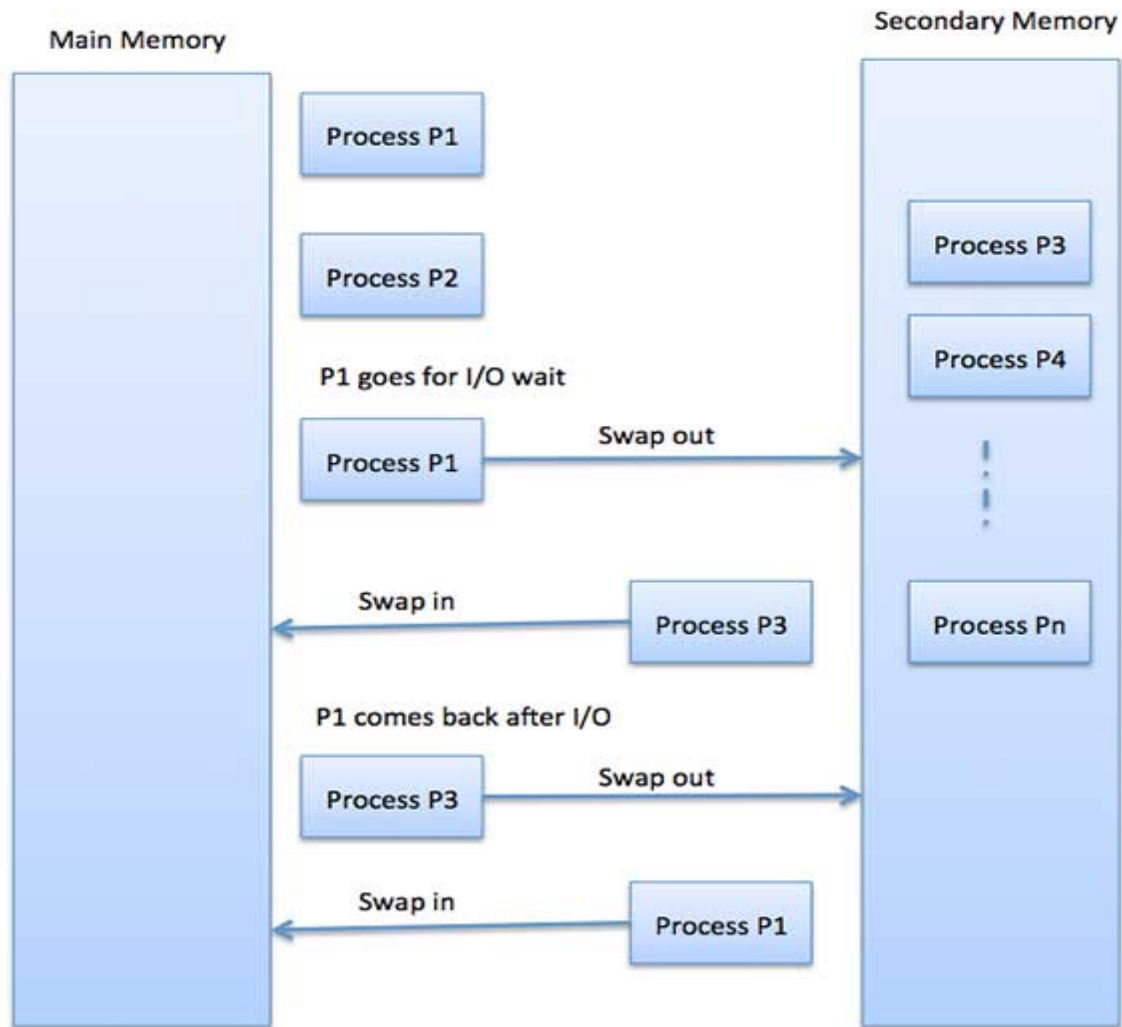 Main Memory
Secondary Memory
Process P1
Process P2
Process P3
Process P4
P1 goes for I/O wait
Process P1
Swap out
Swap in
Process P3
Process Pn
P1 comes back after I/O
Process P3
Swap out
Swap in
Process P1